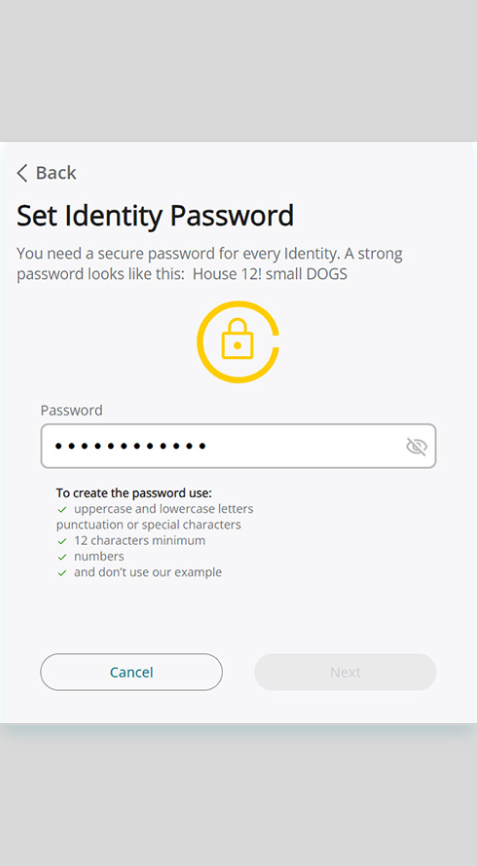 Back
Set Identity Password
You need a secure password for every Identity. A strong
password looks like this:  House 12! small DOGS
Password
••••••••••••
To create the password use:
✓ uppercase and lowercase letters
punctuation or special characters
✓ 12 characters minimum
✓ numbers
✓ and don't use our example
Cancel
Next